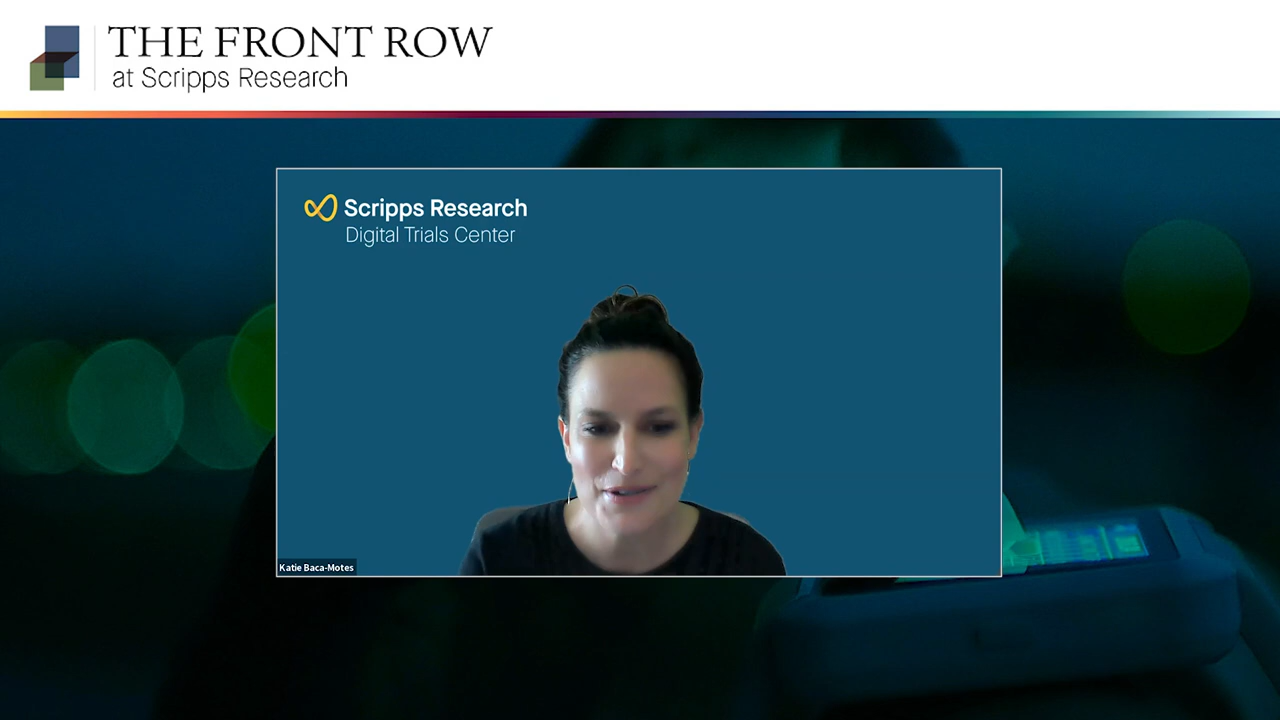 THE FRONT ROW
at Scripps Research
Scripps Research
Digital Trials Center
Katie Baca-Motes